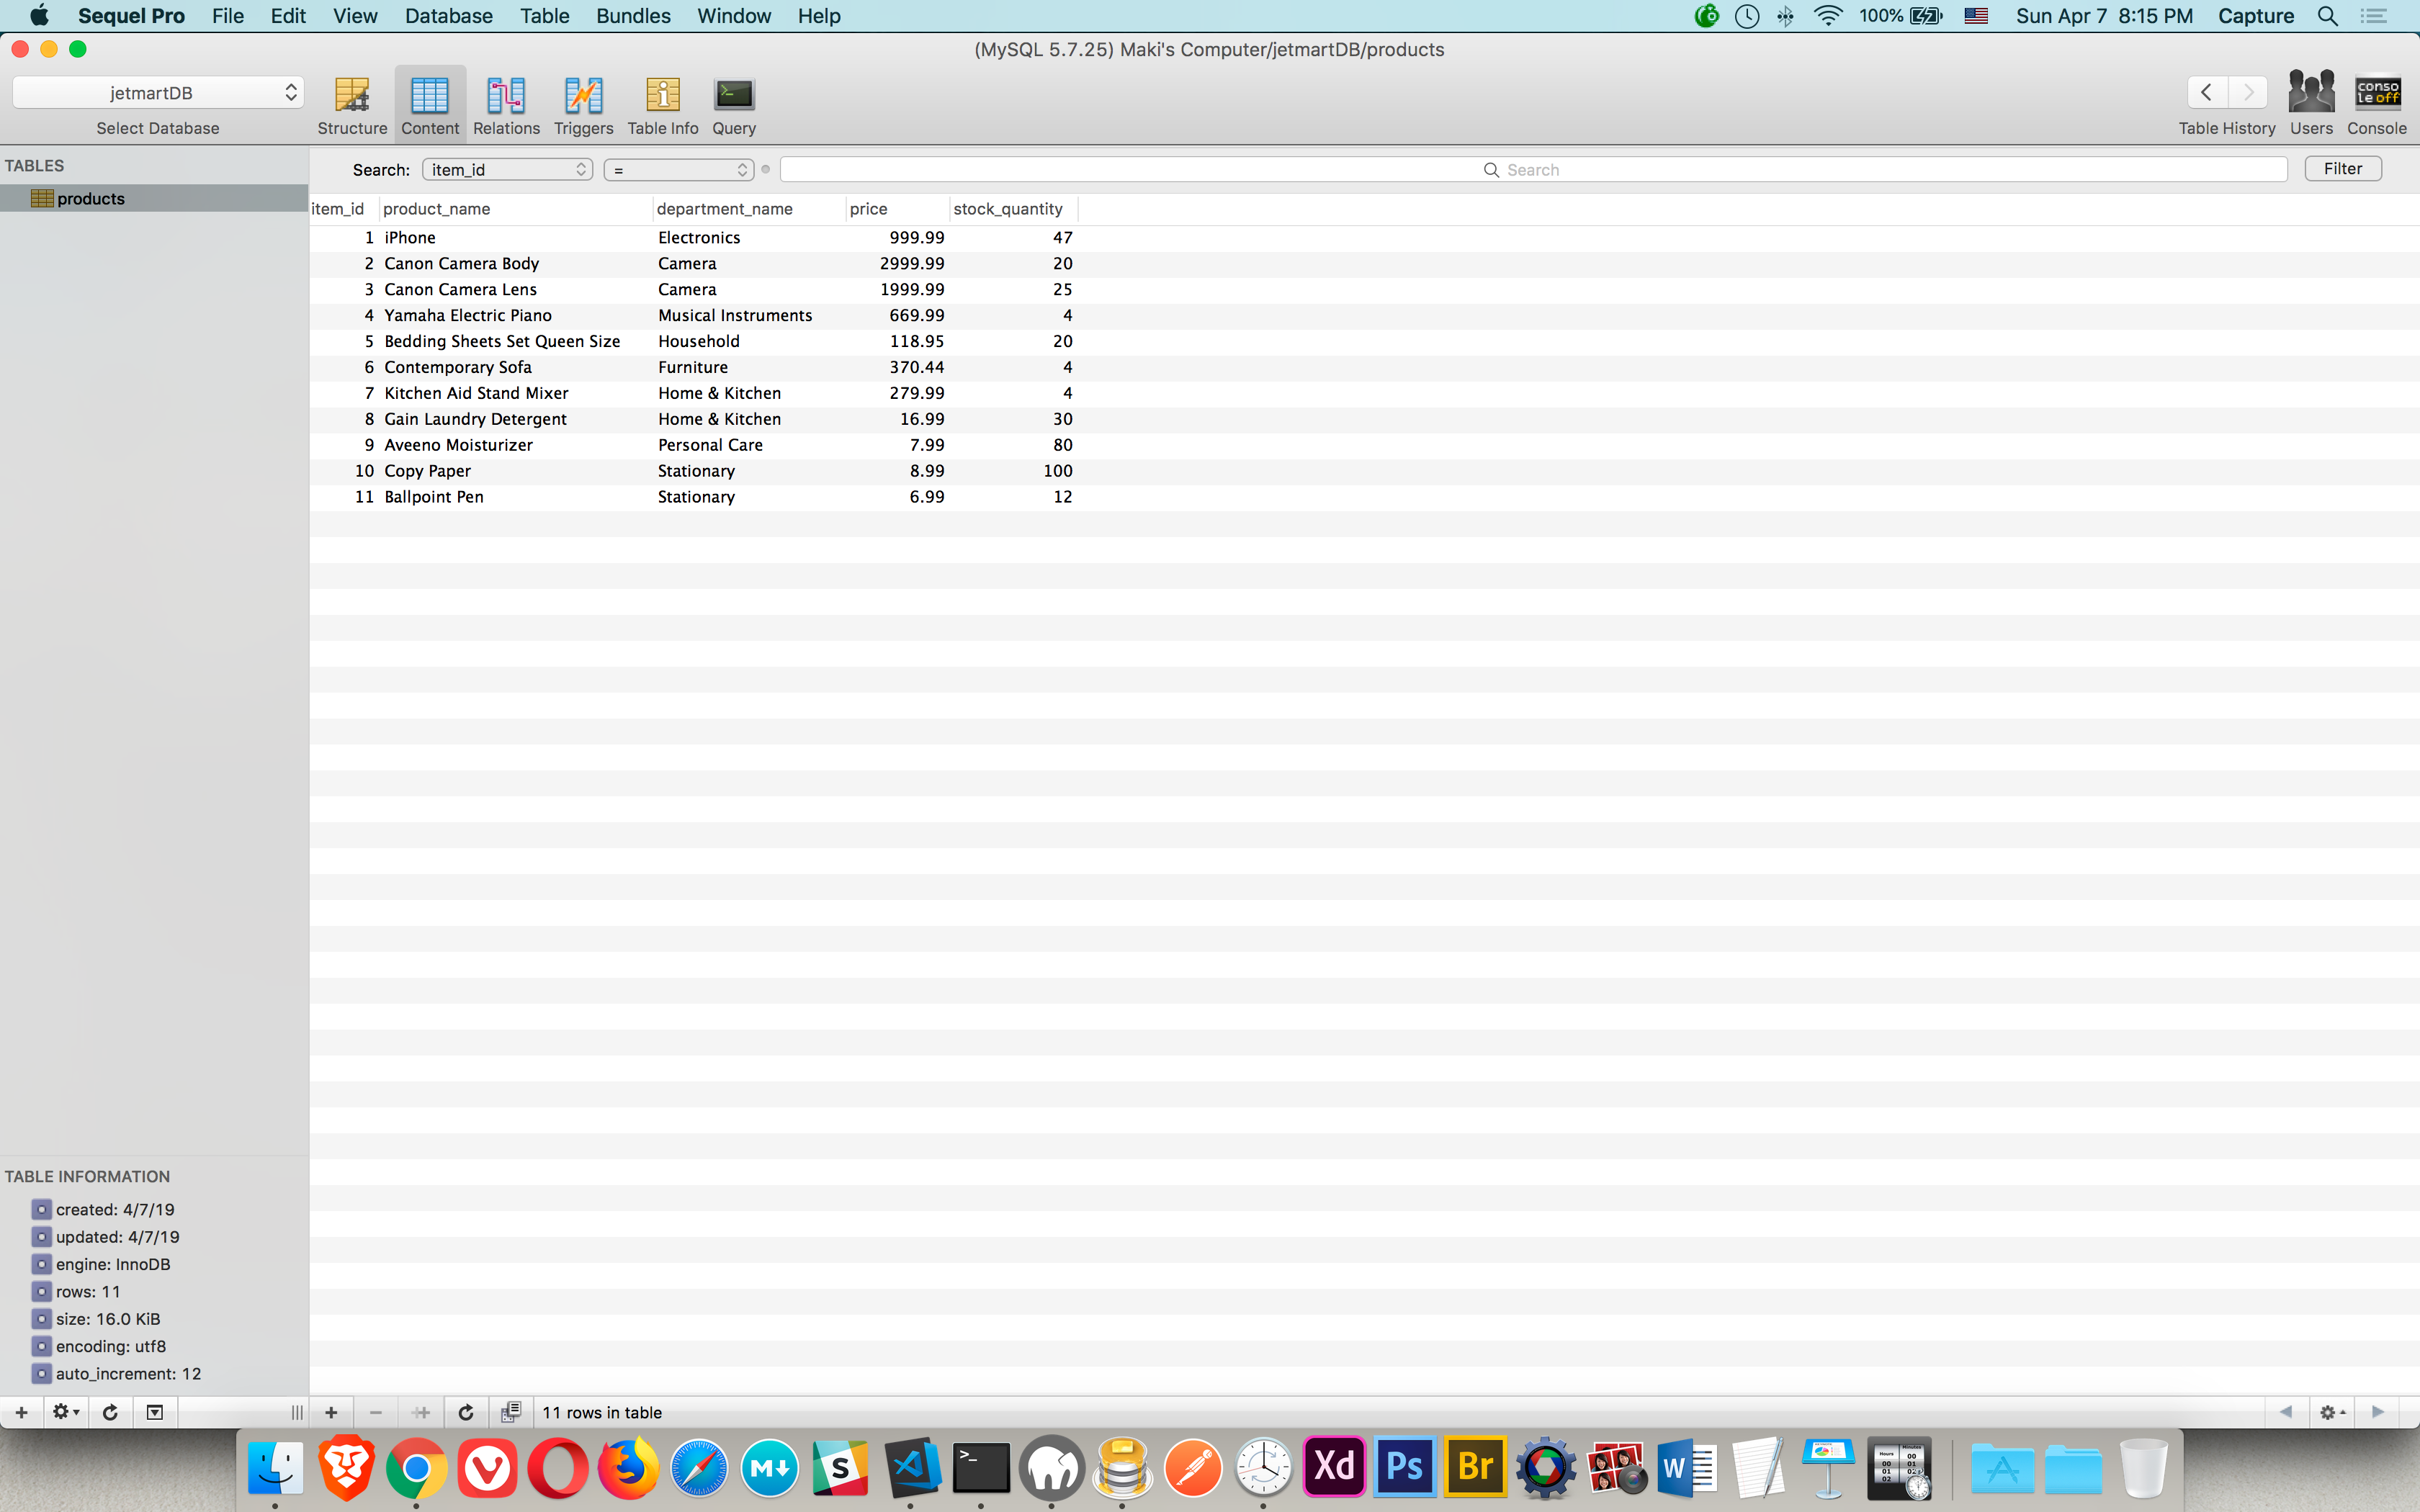 Sequel Pro File Edit View Database Table Bundles Window Help 100% Sun Apr 7 8:15 PM Capture
(MySQL 5.7.25) Maki's Computer/jetmartDB/products
jetmartDB
Select Database Structure Content Relations Triggers Table Info Query Table History Users Console
console off
TABLES
products
Search: item_id = Search Filter
item_id product_name department_name price stock_quantity
1 iPhone Electronics 999.99 47
2 Canon Camera Body Camera 2999.99 20
3 Canon Camera Lens Camera 1999.99 25
4 Yamaha Electric Piano Musical Instruments 669.99 4
5 Bedding Sheets Set Queen Size Household 118.95 20
6 Contemporary Sofa Furniture 370.44 4
7 Kitchen Aid Stand Mixer Home & Kitchen 279.99 4
8 Gain Laundry Detergent Home & Kitchen 16.99 30
9 Aveeno Moisturizer Personal Care 7.99 80
10 Copy Paper Stationary 8.99 100
11 Ballpoint Pen Stationary 6.99 12
TABLE INFORMATION
created: 4/7/19
updated: 4/7/19
engine: InnoDB
rows: 11
size: 16.0 KiB
encoding: utf8
auto_increment: 12
11 rows in table
M S >_ Xd Ps Br W